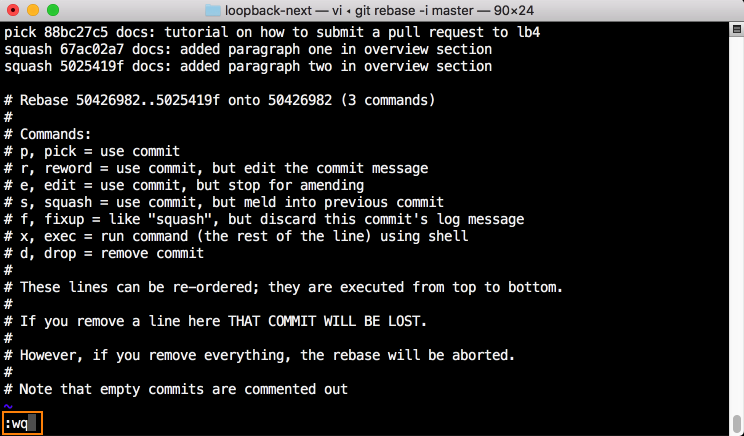 loopback-next — vi ◂ git rebase -i master — 90×24
pick 88bc27c5 docs: tutorial on how to submit a pull request to lb4
squash 67ac02a7 docs: added paragraph one in overview section
squash 5025419f docs: added paragraph two in overview section

# Rebase 50426982..5025419f onto 50426982 (3 commands)
#
# Commands:
# p, pick = use commit
# r, reword = use commit, but edit the commit message
# e, edit = use commit, but stop for amending
# s, squash = use commit, but meld into previous commit
# f, fixup = like "squash", but discard this commit's log message
# x, exec = run command (the rest of the line) using shell
# d, drop = remove commit
#
# These lines can be re-ordered; they are executed from top to bottom.
#
# If you remove a line here THAT COMMIT WILL BE LOST.
#
# However, if you remove everything, the rebase will be aborted.
#
# Note that empty commits are commented out
~
:wq